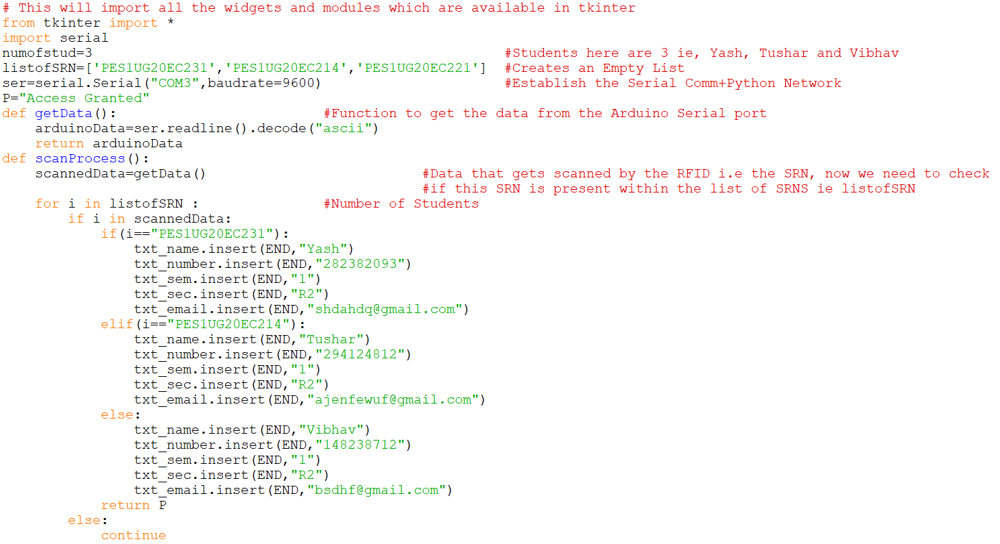 # This will import all the widgets and modules which are available in tkinter
from tkinter import *
import serial
numofstud=3 #Students here are 3 ie, Yash, Tushar and Vibhav
listofSRN=['PES1UG20EC231','PES1UG20EC214','PES1UG20EC221'] #Creates an Empty List
ser=serial.Serial("COM3",baudrate=9600) #Establish the Serial Comm+Python Network
P="Access Granted"
def getData(): #Function to get the data from the Arduino Serial port
    arduinoData=ser.readline().decode("ascii")
    return arduinoData
def scanProcess():
    scannedData=getData() #Data that gets scanned by the RFID i.e the SRN, now we need to check
    #if this SRN is present within the list of SRNS ie listofSRN
    for i in listofSRN : #Number of Students
        if i in scannedData:
            if(i=="PES1UG20EC231"):
                txt_name.insert(END,"Yash")
                txt_number.insert(END,"282382093")
                txt_sem.insert(END,"1")
                txt_sec.insert(END,"R2")
                txt_email.insert(END,"shdahdq@gmail.com")
            elif(i=="PES1UG20EC214"):
                txt_name.insert(END,"Tushar")
                txt_number.insert(END,"294124812")
                txt_sem.insert(END,"1")
                txt_sec.insert(END,"R2")
                txt_email.insert(END,"ajenfewuf@gmail.com")
            else:
                txt_name.insert(END,"Vibhav")
                txt_number.insert(END,"148238712")
                txt_sem.insert(END,"1")
                txt_sec.insert(END,"R2")
                txt_email.insert(END,"bsdhf@gmail.com")
            return P
        else:
            continue